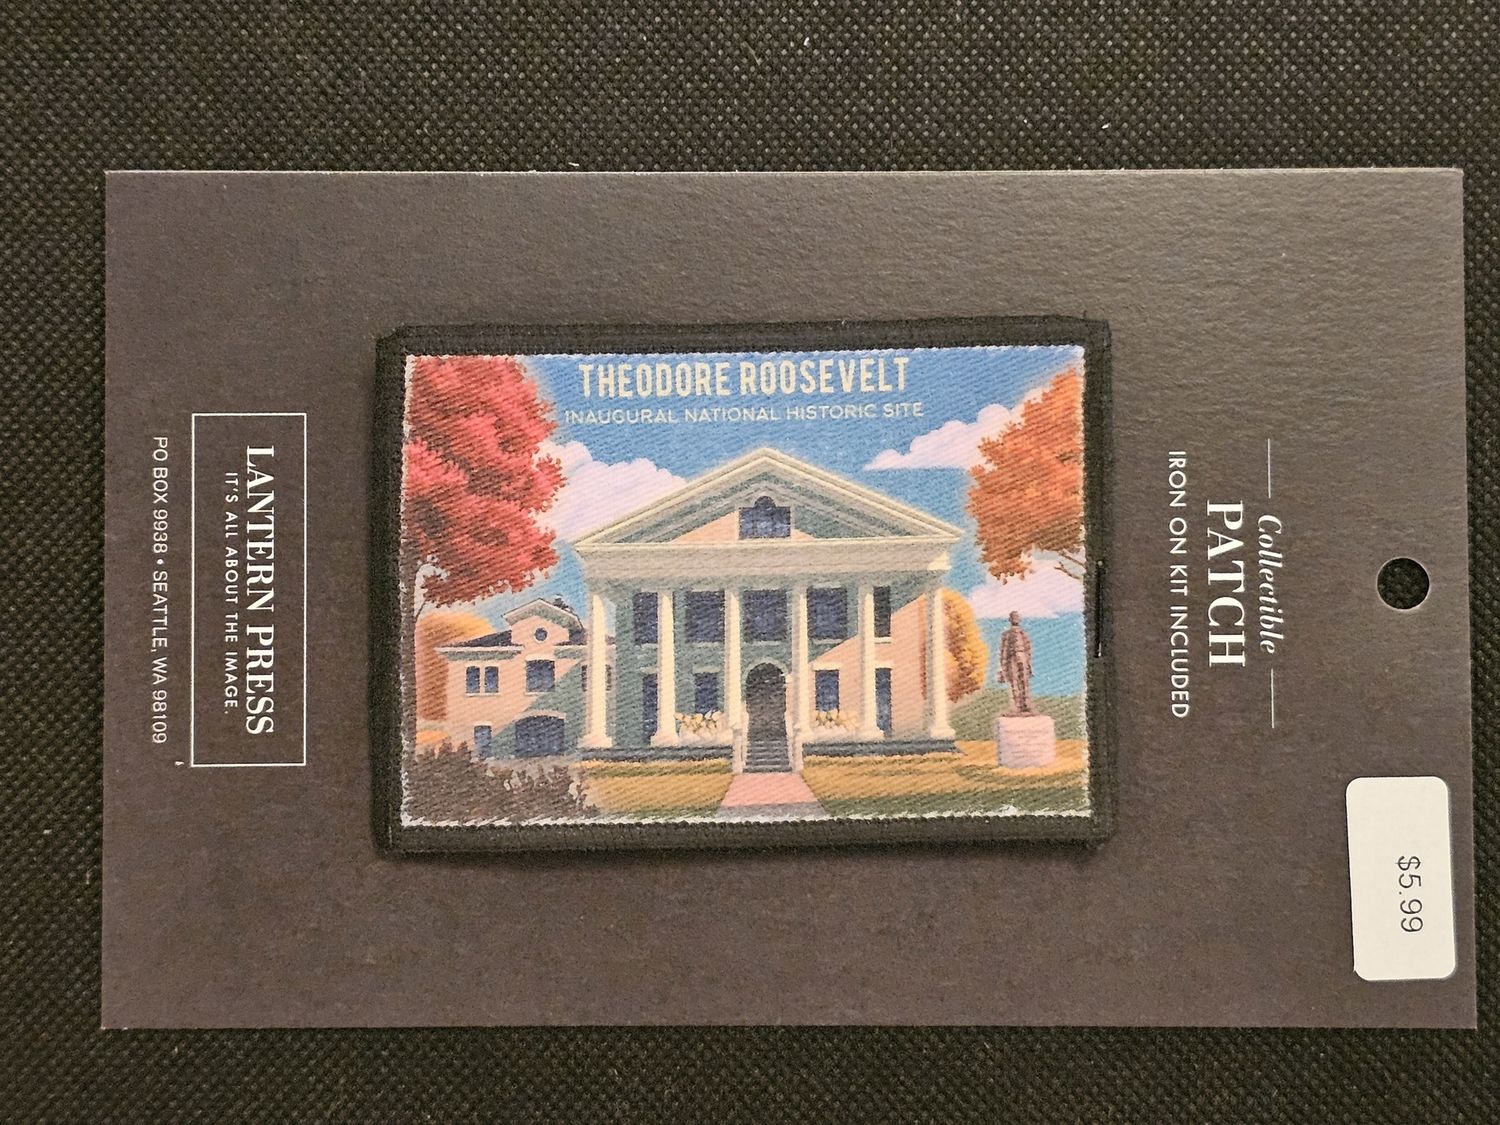 Collectible
PATCH
IRON ON KIT INCLUDED
$5.99
THEODORE ROOSEVELT
INAUGURAL NATIONAL HISTORIC SITE
LANTERN PRESS
IT'S ALL ABOUT THE IMAGE.
PO BOX 9938 • SEATTLE, WA 98109